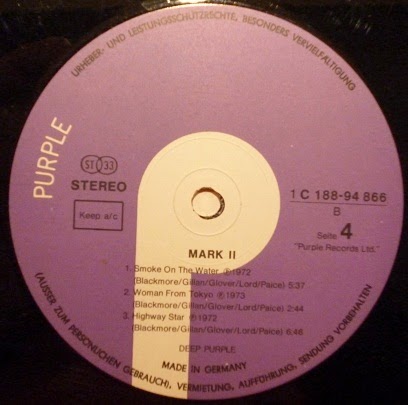 URHEBER- UND LEISTUNGSSCHUTZRECHTE, BESONDERS VERVIELFÄLTIGUNG
PURPLE
ST 33
STEREO
Keep a/c
1 C 188-94 866
B
Seite 4
"Purple Records Ltd."
MARK II
1. Smoke On The Water ℗1972
(Blackmore/Gillan/Glover/Lord/Paice) 5:37
2. Woman From Tokyo ℗1973
(Blackmore/Gillan/Glover/Lord/Paice) 2:44
3. Highway Star ℗1972
(Blackmore/Gillan/Glover/Lord/Paice) 6:46
DEEP PURPLE
MADE IN GERMANY
(AUSSER ZUM PERSÖNLICHEN GEBRAUCH), VERMIETUNG, AUFFÜHRUNG, SENDUNG VORBEHALTEN